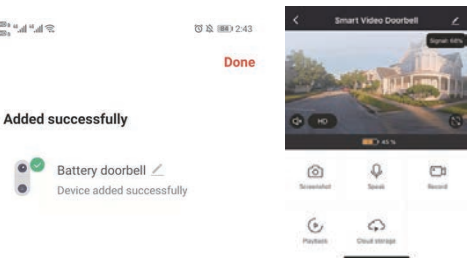 2:43
Done
Added successfully
Battery doorbell
Device added successfully
Smart Video Doorbell
Signal: 68%
HD
45 %
Screenshot
Speak
Record
Playback
Cloud storage